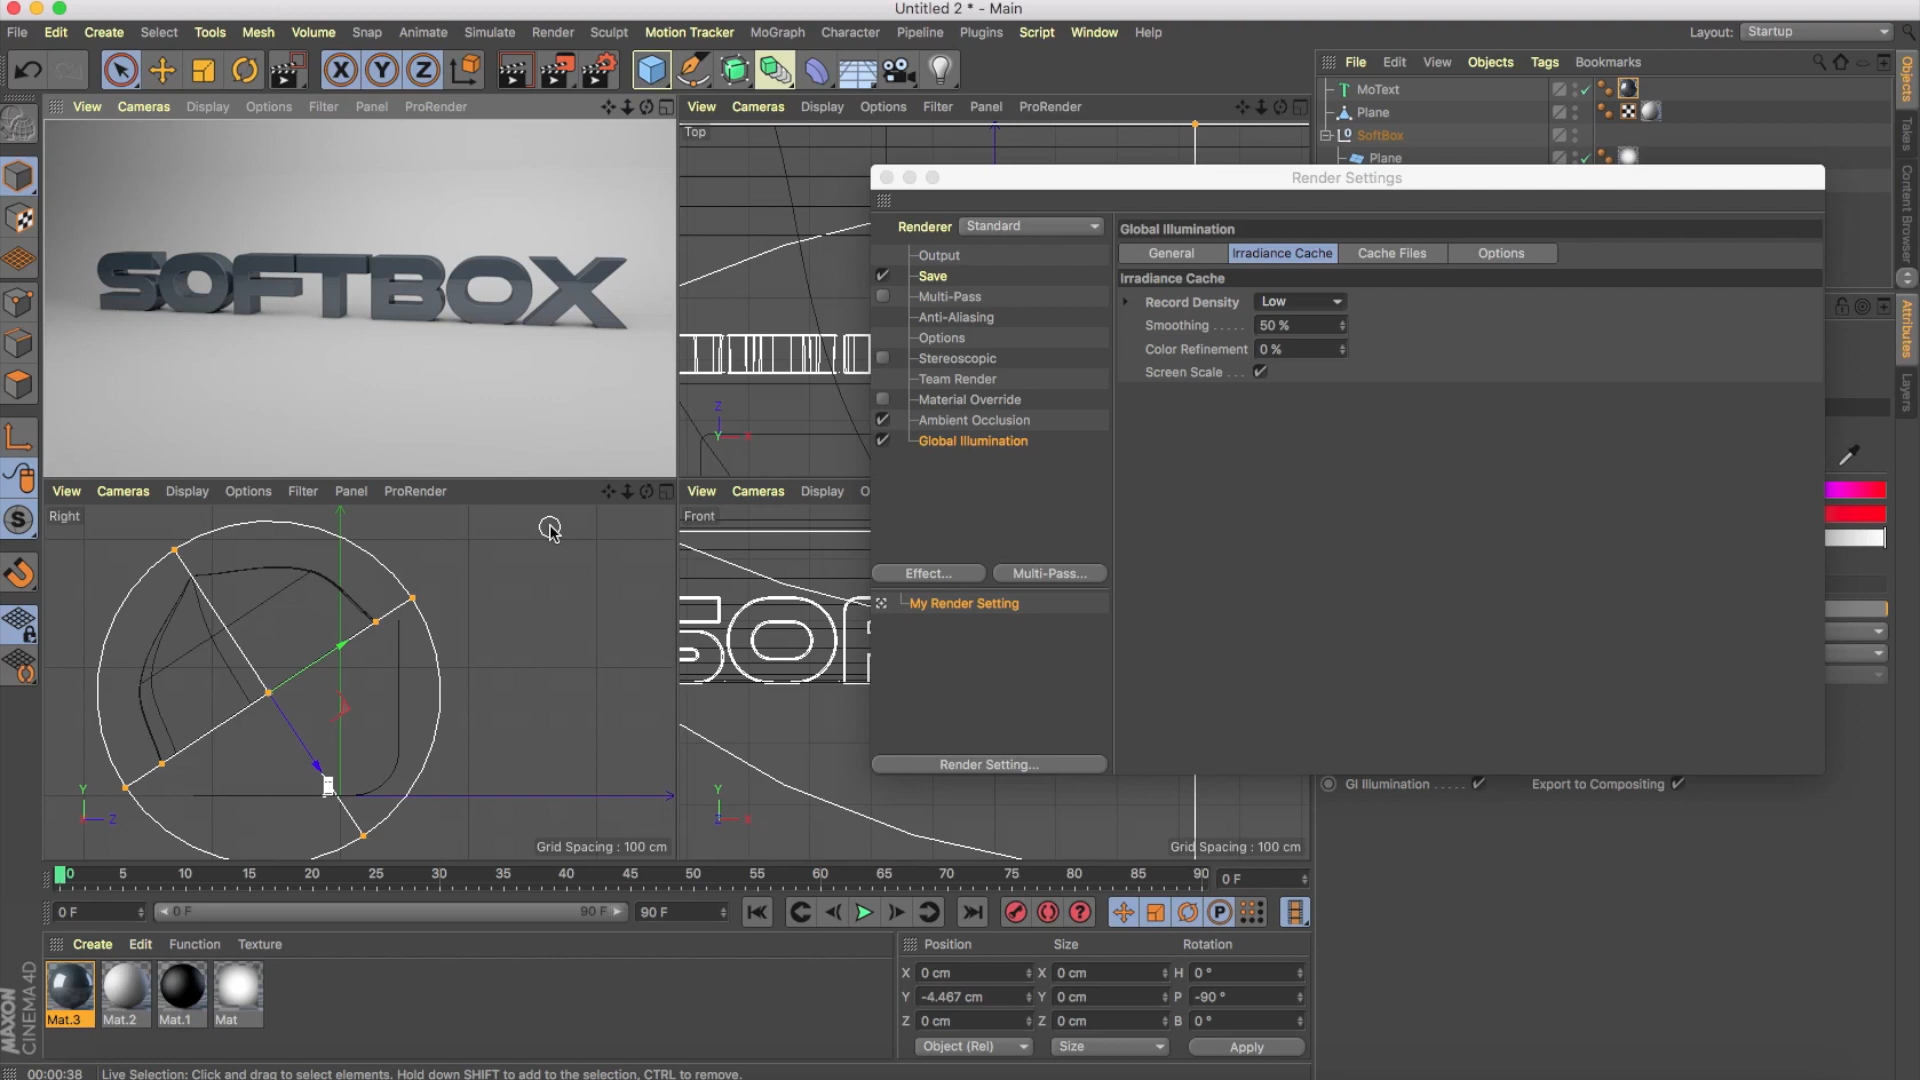 Untitled 2 * - Main
File Edit Create Select Tools Mesh Volume Snap Animate Simulate Render Sculpt Motion Tracker MoGraph Character Pipeline Plugins Script Window Help
Layout: Startup
File Edit View Objects Tags Bookmarks
MoText
Plane
SoftBox
Plane
Objects
Takes
Content Browser
Attributes
Layers
View Cameras Display Options Filter Panel ProRender
SOFTBOX
View Cameras Display Options Filter Panel ProRender
Top
Z
Y X
Render Settings
Renderer Standard
Output
Save
Multi-Pass
Anti-Aliasing
Options
Stereoscopic
Team Render
Material Override
Ambient Occlusion
Global Illumination
Effect... Multi-Pass...
My Render Setting
Render Setting...
Global Illumination
General Irradiance Cache Cache Files Options
Irradiance Cache
Record Density Low
Smoothing . . . . . 50 %
Color Refinement 0 %
Screen Scale . . .
View Cameras Display Options Filter Panel ProRender
Right
Y
Z
Grid Spacing : 100 cm
View Cameras Display O
Front
SO
Y
Z X
Grid Spacing : 100 cm
GI Illumination . . . . . Export to Compositing
0 5 10 15 20 25 30 35 40 45 50 55 60 65 70 75 80 85 90 0 F
0 F 0 F 90 F 90 F
Create Edit Function Texture
Mat.3 Mat.2 Mat.1 Mat
Position Size Rotation
X 0 cm X 0 cm H 0 °
Y -4.467 cm Y 0 cm P -90 °
Z 0 cm Z 0 cm B 0 °
Object (Rel) Size Apply
MAXON
CINEMA 4D
00:00:38 Live Selection: Click and drag to select elements. Hold down SHIFT to add to the selection, CTRL to remove.